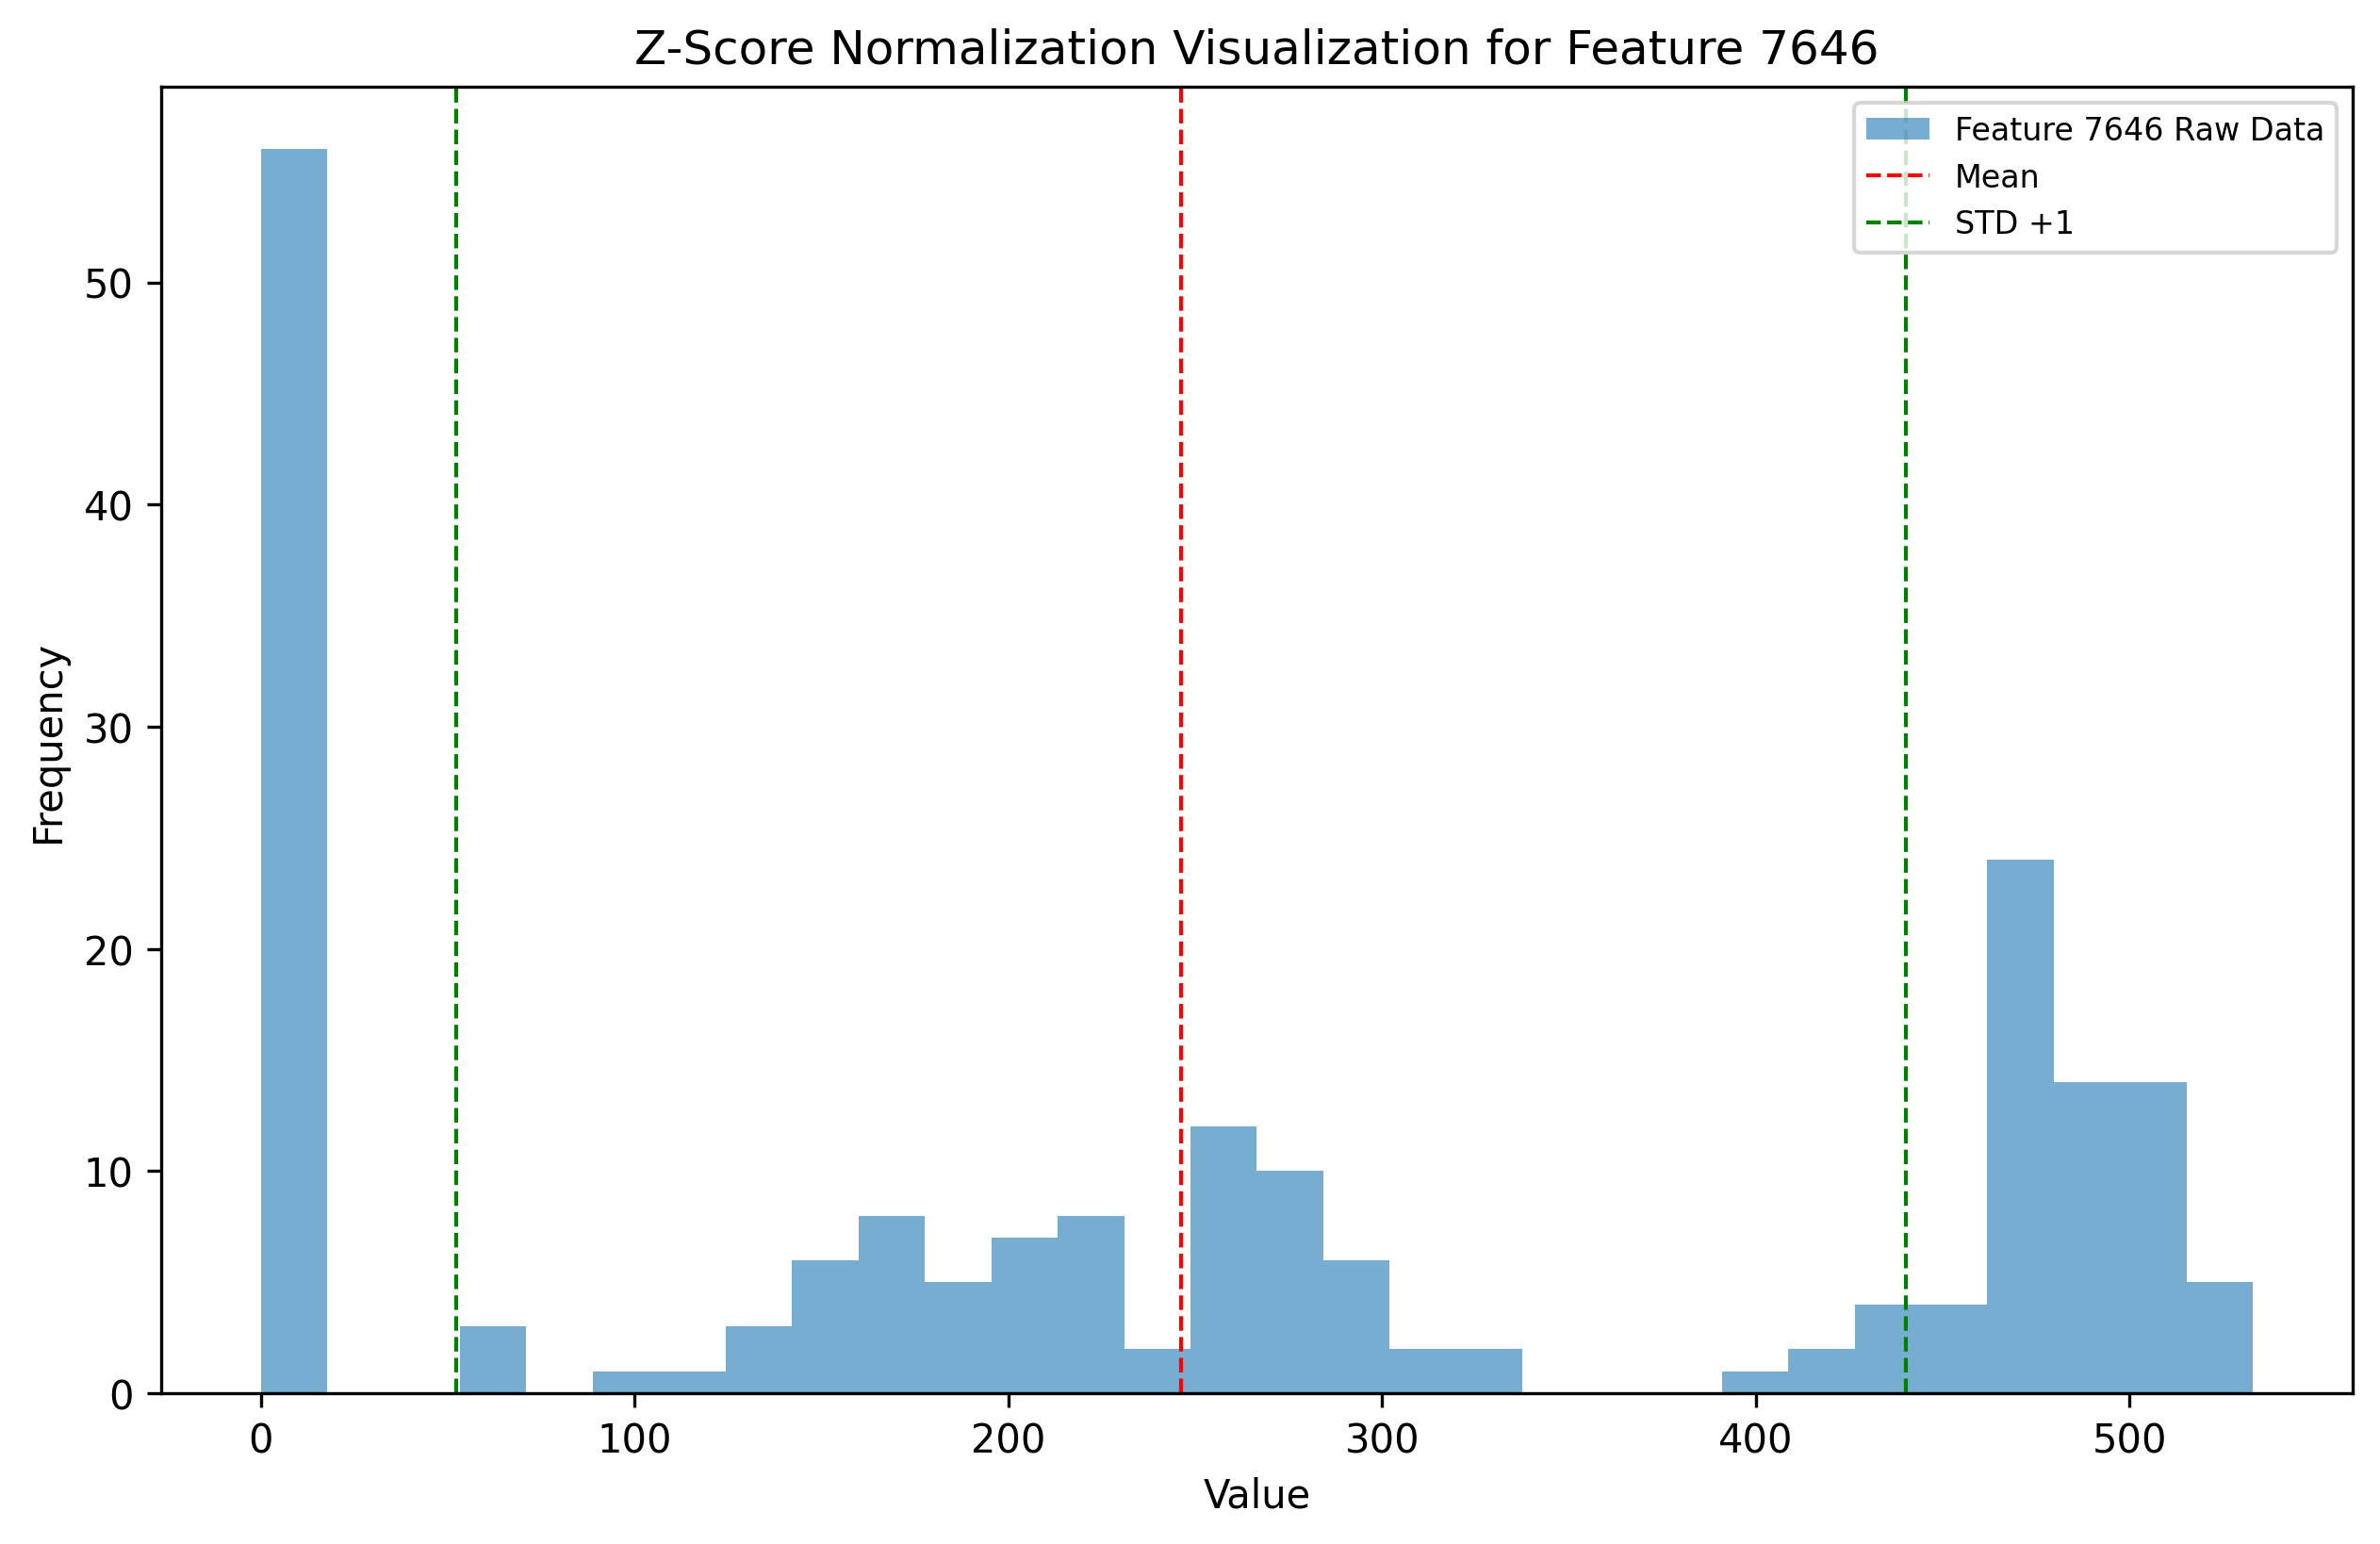 Z-Score Normalization Visualization for Feature 7646
Feature 7646 Raw Data
Mean
STD +1
50
40
30
20
10
0
Frequency
0 100 200 300 400 500
Value